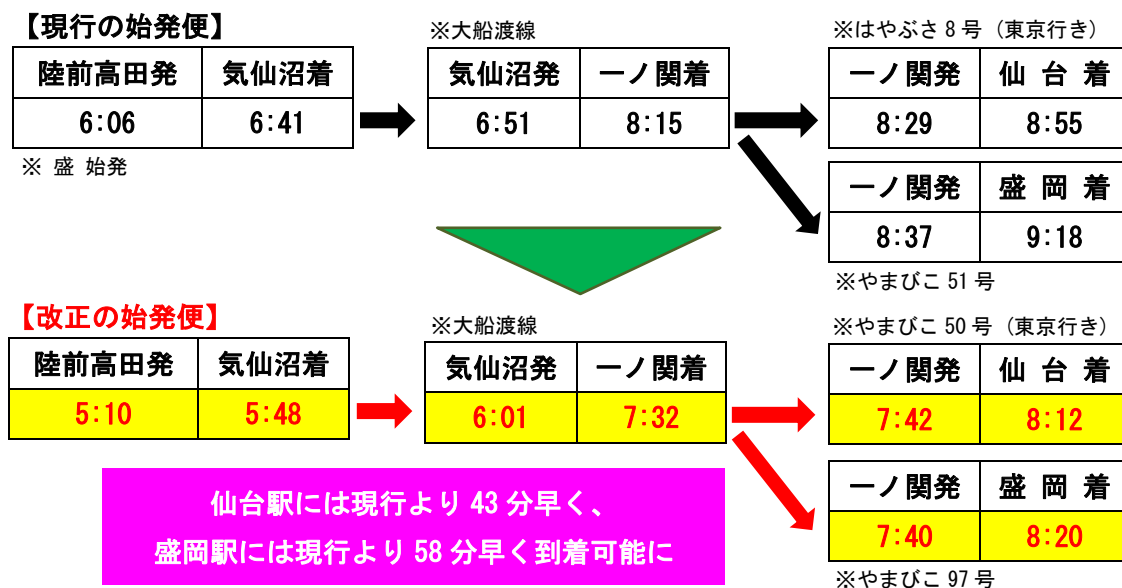 【現行の始発便】
陸前高田発 気仙沼着
6:06 6:41
※ 盛 始発
※大船渡線
気仙沼発 一ノ関着
6:51 8:15
※はやぶさ 8 号 (東京行き)
一ノ関発 仙 台 着
8:29 8:55
一ノ関発 盛 岡 着
8:37 9:18
※やまびこ 51 号
【改正の始発便】
陸前高田発 気仙沼着
5:10 5:48
※大船渡線
気仙沼発 一ノ関着
6:01 7:32
※やまびこ 50 号 (東京行き)
一ノ関発 仙 台 着
7:42 8:12
一ノ関発 盛 岡 着
7:40 8:20
※やまびこ 97 号
仙台駅には現行より 43 分早く、
盛岡駅には現行より 58 分早く到着可能に